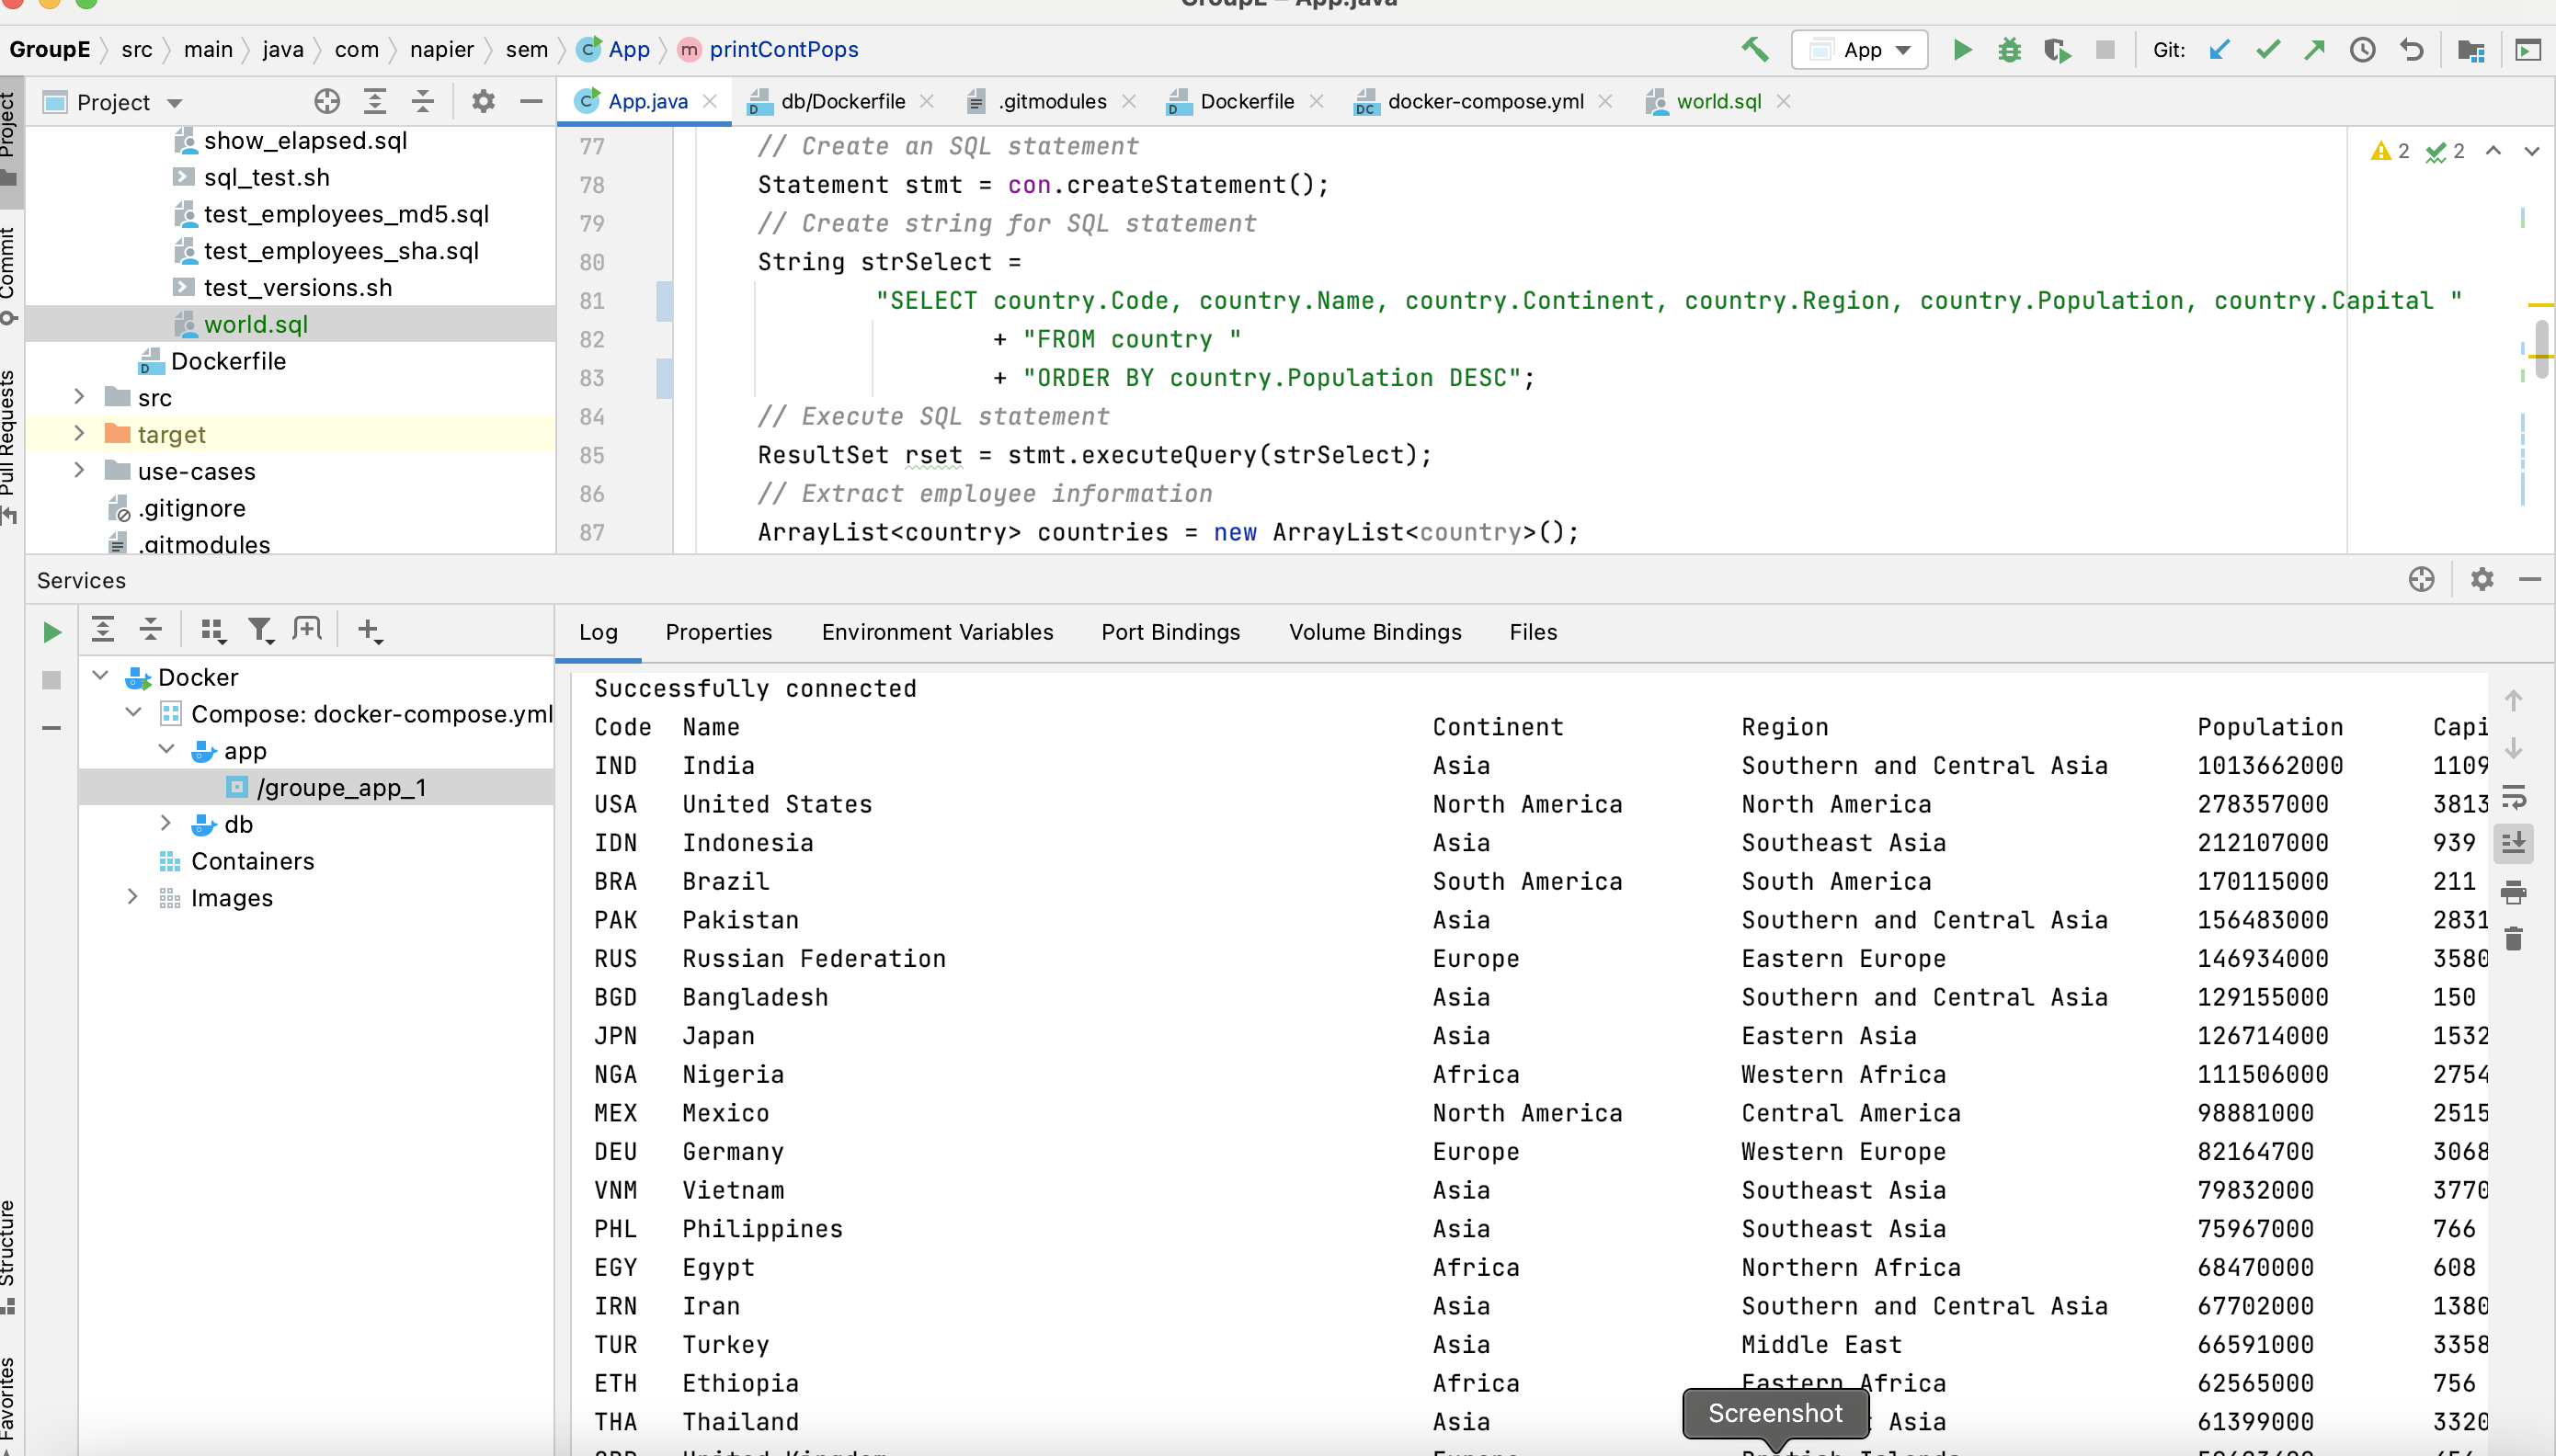 GroupE – App.java
GroupE src main java com napier sem App printContPops
App Git:
Project
App.java db/Dockerfile .gitmodules Dockerfile docker-compose.yml world.sql
Project
Commit
Pull Requests
Structure
Favorites
show_elapsed.sql
sql_test.sh
test_employees_md5.sql
test_employees_sha.sql
test_versions.sh
world.sql
Dockerfile
src
target
use-cases
.gitignore
.gitmodules
2 2
77 // Create an SQL statement
78 Statement stmt = con.createStatement();
79 // Create string for SQL statement
80 String strSelect =
81 "SELECT country.Code, country.Name, country.Continent, country.Region, country.Population, country.Capital "
82 + "FROM country "
83 + "ORDER BY country.Population DESC";
84 // Execute SQL statement
85 ResultSet rset = stmt.executeQuery(strSelect);
86 // Extract employee information
87 ArrayList<country> countries = new ArrayList<country>();
Services
Docker
Compose: docker-compose.yml
app
/groupe_app_1
db
Containers
Images
Log Properties Environment Variables Port Bindings Volume Bindings Files
Successfully connected
Code Name Continent Region Population Capi
IND India Asia Southern and Central Asia 1013662000 1109
USA United States North America North America 278357000 3813
IDN Indonesia Asia Southeast Asia 212107000 939
BRA Brazil South America South America 170115000 211
PAK Pakistan Asia Southern and Central Asia 156483000 2831
RUS Russian Federation Europe Eastern Europe 146934000 3580
BGD Bangladesh Asia Southern and Central Asia 129155000 150
JPN Japan Asia Eastern Asia 126714000 1532
NGA Nigeria Africa Western Africa 111506000 2754
MEX Mexico North America Central America 98881000 2515
DEU Germany Europe Western Europe 82164700 3068
VNM Vietnam Asia Southeast Asia 79832000 3770
PHL Philippines Asia Southeast Asia 75967000 766
EGY Egypt Africa Northern Africa 68470000 608
IRN Iran Asia Southern and Central Asia 67702000 1380
TUR Turkey Asia Middle East 66591000 3358
ETH Ethiopia Africa Eastern Africa 62565000 756
THA Thailand Asia Asia 61399000 3320
Screenshot
United Kingdom Europe British Islands